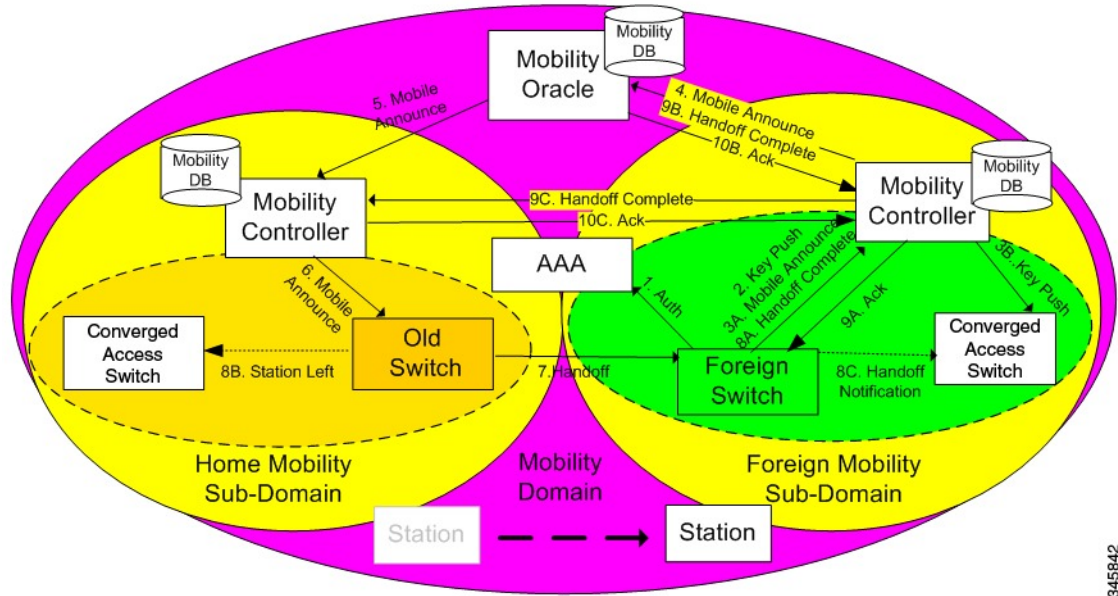 Mobility
DB
Mobility
Oracle
5. Mobile
Announce
4. Mobile Announce
9B. Handoff Complete
10B. Ack
Mobility
DB
Mobility
Controller
Mobility
DB
Mobility
Controller
9C. Handoff Complete
10C. Ack
AAA
1. Auth
2. Key Push
3A. Mobile Announce
8A. Handoff Complete
9A. Ack
3B..Key Push
6. Mobile
Announce
Converged
Access
Switch
8B. Station Left
Old
Switch
7.Handoff
Foreign
Switch
8C. Handoff
Notification
Converged
Access
Switch
Home Mobility
Sub-Domain
Mobility
Domain
Foreign Mobility
Sub-Domain
Station
Station
345842